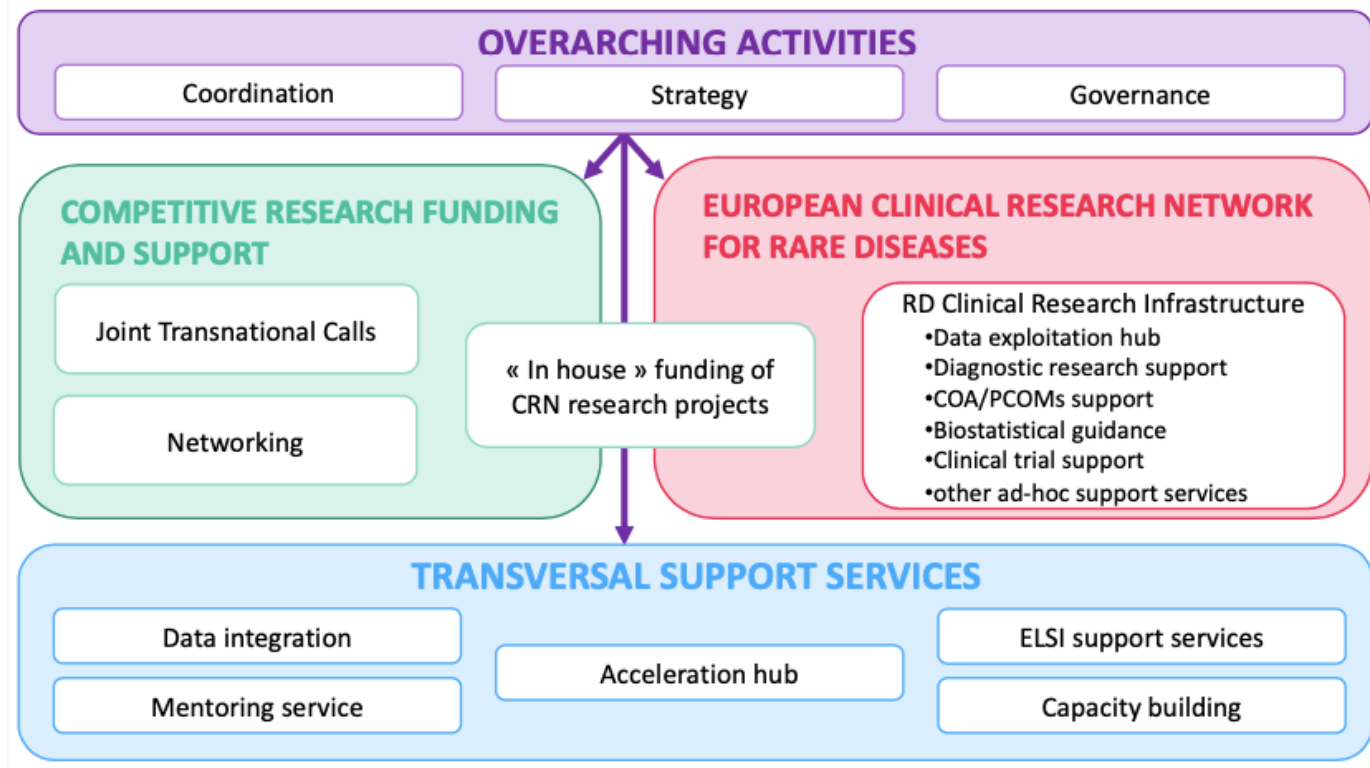 OVERARCHING ACTIVITIES
Coordination
Strategy
Governance
COMPETITIVE RESEARCH FUNDING
AND SUPPORT
Joint Transnational Calls
Networking
« In house » funding of
CRN research projects
EUROPEAN CLINICAL RESEARCH NETWORK
FOR RARE DISEASES
RD Clinical Research Infrastructure
•Data exploitation hub
•Diagnostic research support
•COA/PCOMs support
•Biostatistical guidance
•Clinical trial support
•other ad-hoc support services
TRANSVERSAL SUPPORT SERVICES
Data integration
Mentoring service
Acceleration hub
ELSI support services
Capacity building